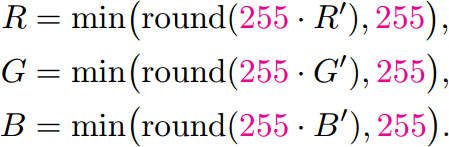 R = min(round(255 · R′), 255),
G = min(round(255 · G′), 255),
B = min(round(255 · B′), 255).